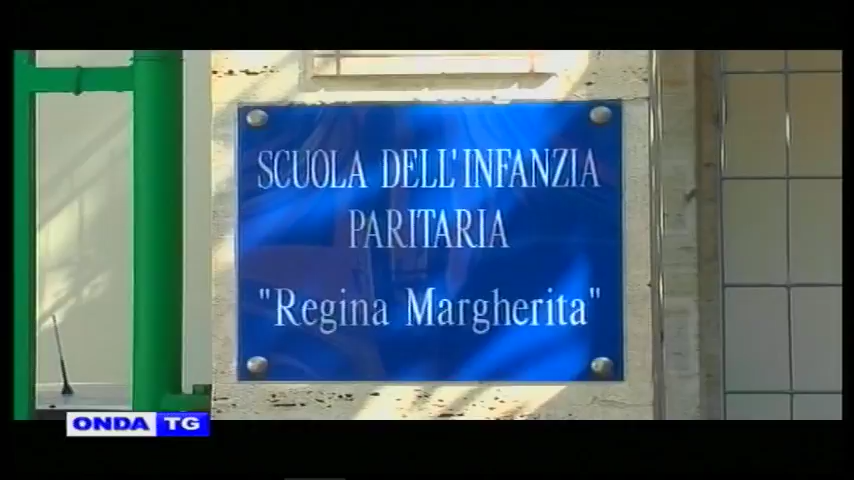 SCUOLA DELL'INFANZIA
PARITARIA
"Regina Margherita"
ONDA TG